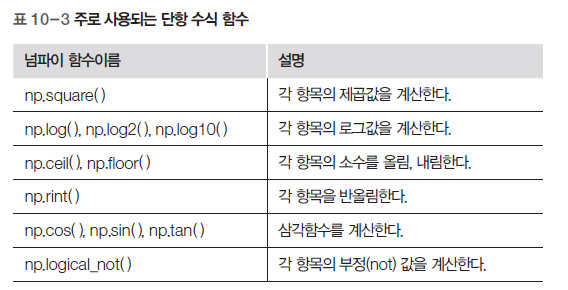 표 10-3 주로 사용되는 단항 수식 함수
넘파이 함수이름 설명
np.square( ) 각 항목의 제곱값을 계산한다.
np.log( ), np.log2( ), np.log10( ) 각 항목의 로그값을 계산한다.
np.ceil( ), np.floor( ) 각 항목의 소수를 올림, 내림한다.
np.rint( ) 각 항목을 반올림한다.
np.cos( ), np.sin( ), np.tan( ) 삼각함수를 계산한다.
np.logical_not( ) 각 항목의 부정(not) 값을 계산한다.